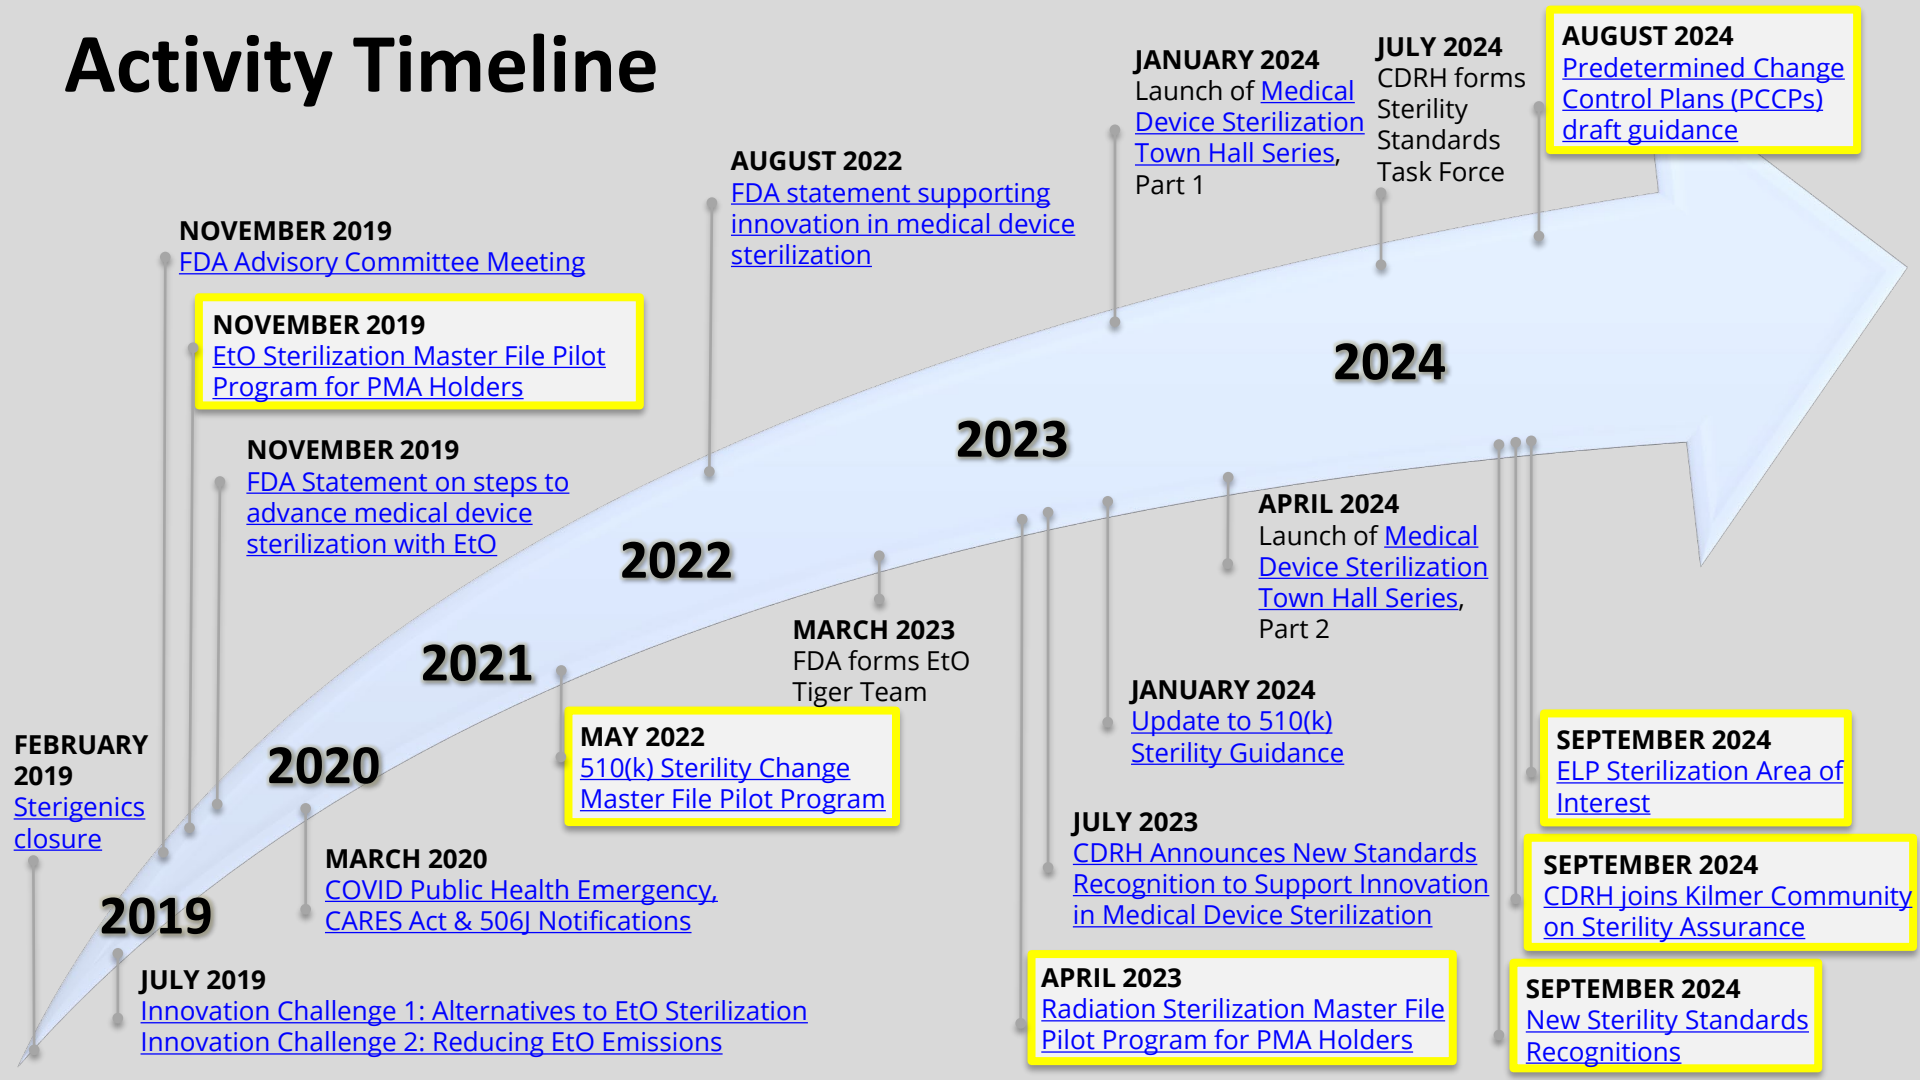 Activity Timeline
FEBRUARY
2019
Sterigenics
closure
JULY 2019
Innovation Challenge 1: Alternatives to EtO Sterilization
Innovation Challenge 2: Reducing EtO Emissions
NOVEMBER 2019
FDA Advisory Committee Meeting
NOVEMBER 2019
EtO Sterilization Master File Pilot
Program for PMA Holders
NOVEMBER 2019
FDA Statement on steps to
advance medical device
sterilization with EtO
MARCH 2020
COVID Public Health Emergency,
CARES Act & 506J Notifications
MAY 2022
510(k) Sterility Change
Master File Pilot Program
AUGUST 2022
FDA statement supporting
innovation in medical device
sterilization
MARCH 2023
FDA forms EtO
Tiger Team
APRIL 2023
Radiation Sterilization Master File
Pilot Program for PMA Holders
JULY 2023
CDRH Announces New Standards
Recognition to Support Innovation
in Medical Device Sterilization
JANUARY 2024
Update to 510(k)
Sterility Guidance
JANUARY 2024
Launch of Medical
Device Sterilization
Town Hall Series,
Part 1
APRIL 2024
Launch of Medical
Device Sterilization
Town Hall Series,
Part 2
JULY 2024
CDRH forms
Sterility
Standards
Task Force
AUGUST 2024
Predetermined Change
Control Plans (PCCPs)
draft guidance
SEPTEMBER 2024
ELP Sterilization Area of
Interest
SEPTEMBER 2024
CDRH joins Kilmer Community
on Sterility Assurance
SEPTEMBER 2024
New Sterility Standards
Recognitions
2019
2020
2021
2022
2023
2024